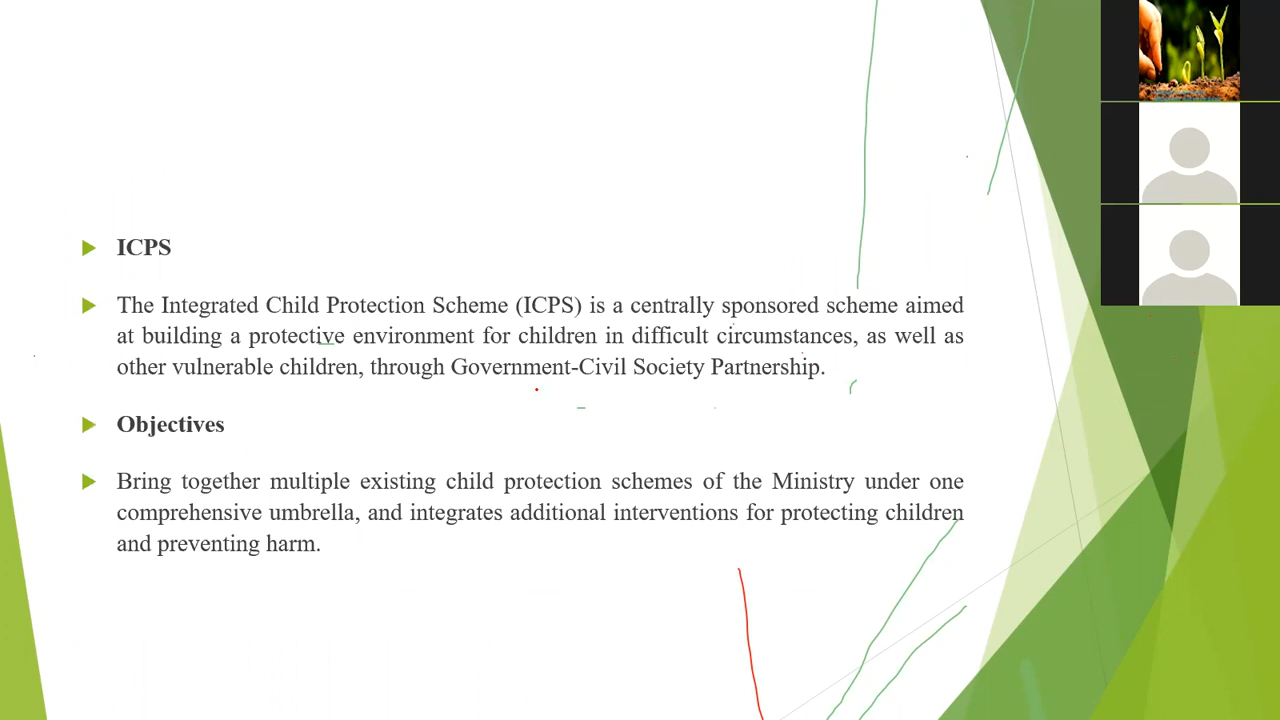 ICPS
The Integrated Child Protection Scheme (ICPS) is a centrally sponsored scheme aimed
at building a protective environment for children in difficult circumstances, as well as
other vulnerable children, through Government-Civil Society Partnership.
Objectives
Bring together multiple existing child protection schemes of the Ministry under one
comprehensive umbrella, and integrates additional interventions for protecting children
and preventing harm.